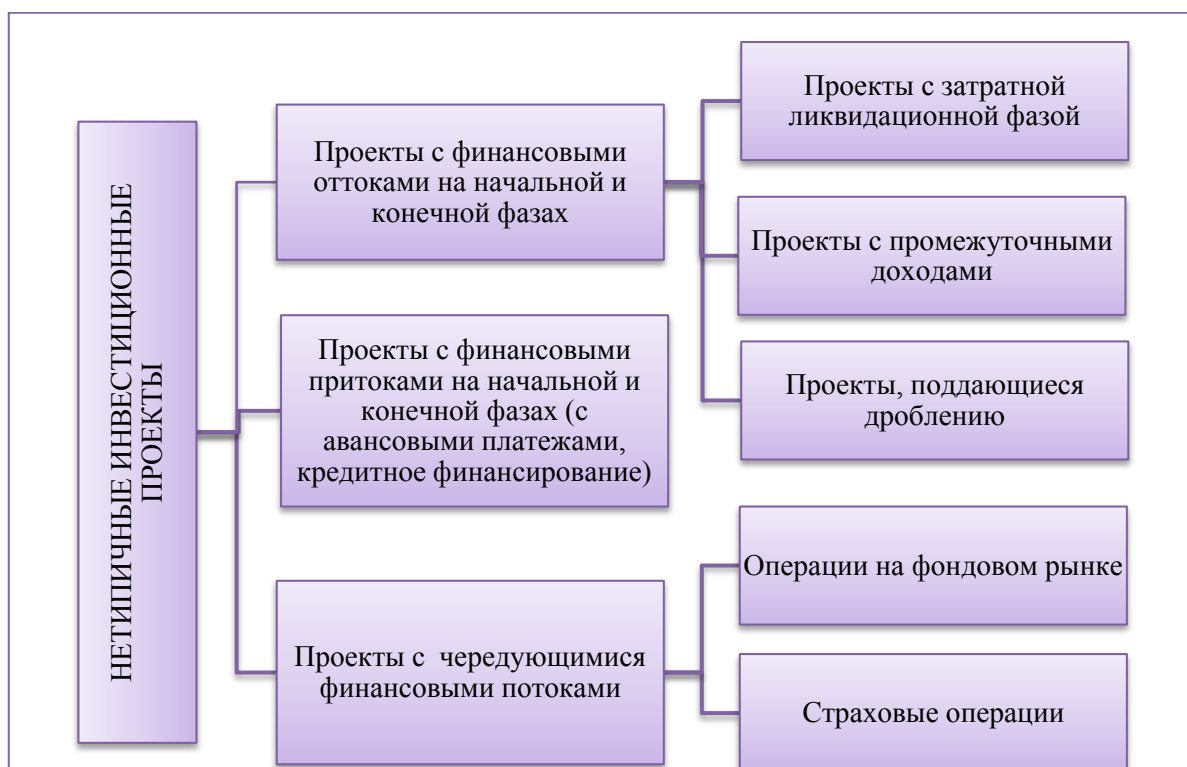 НЕТИПИЧНЫЕ ИНВЕСТИЦИОННЫЕ
ПРОЕКТЫ
Проекты с финансовыми
оттоками на начальной и
конечной фазах
Проекты с затратной
ликвидационной фазой
Проекты с промежуточными
доходами
Проекты, поддающиеся
дроблению
Проекты с финансовыми
притоками на начальной и
конечной фазах (с
авансовыми платежами,
кредитное финансирование)
Проекты с чередующимися
финансовыми потоками
Операции на фондовом рынке
Страховые операции